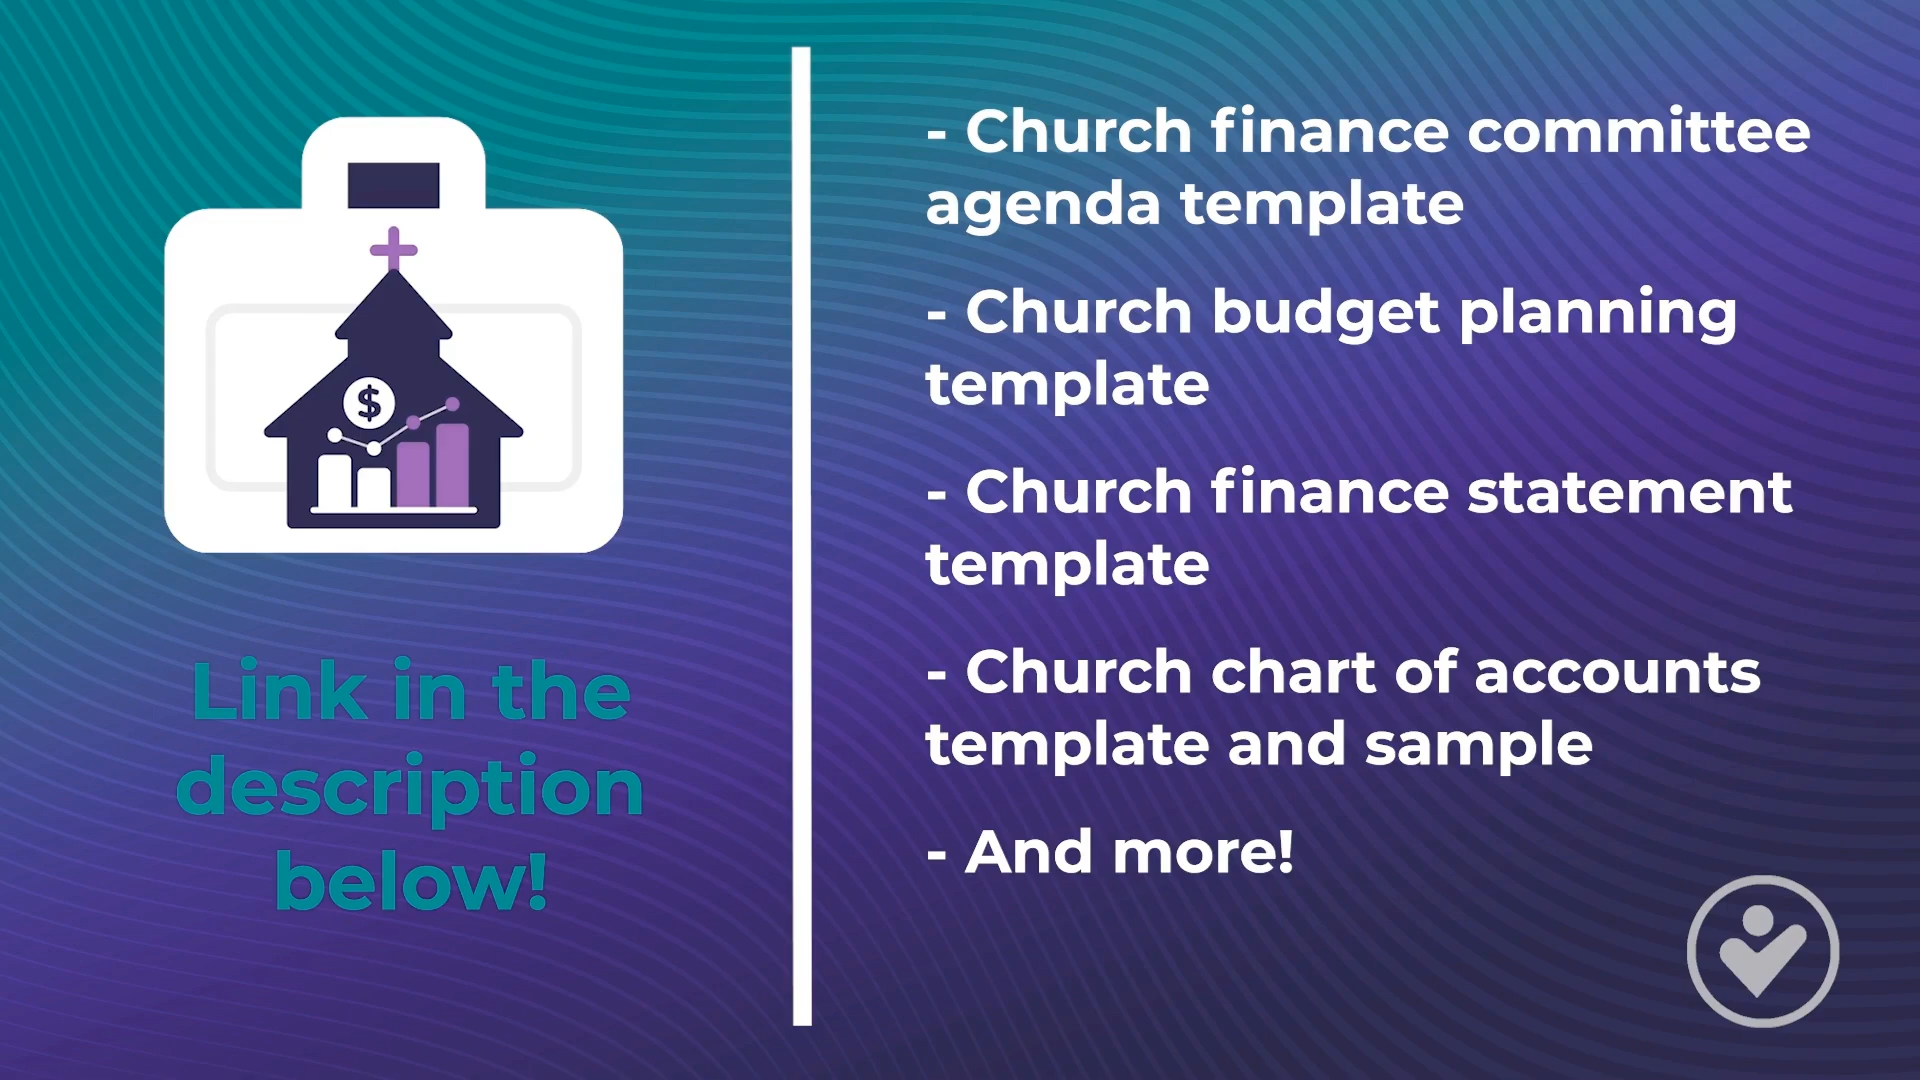 $
Link in the
description
below!
- Church finance committee
agenda template
- Church budget planning
template
- Church finance statement
template
- Church chart of accounts
template and sample
- And more!